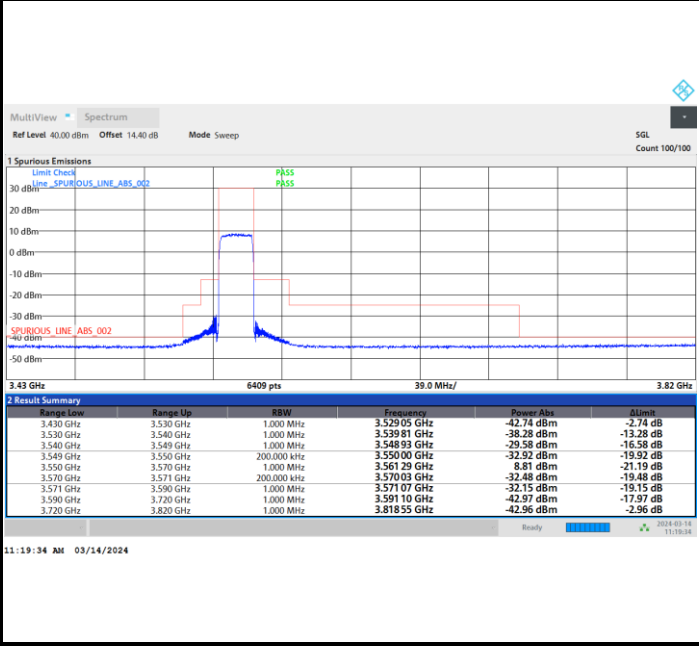 MultiView Spectrum
Ref Level 40.00 dBm Offset 14.40 dB Mode Sweep SGL
Count 100/100
1 Spurious Emissions
Limit Check PASS
Line _SPURIOUS_LINE_ABS_002 PASS
30 dBm
20 dBm
10 dBm
0 dBm
-10 dBm
-20 dBm
-30 dBm
SPURIOUS_LINE_ABS_002
-40 dBm
-50 dBm
3.43 GHz 6409 pts 39.0 MHz/ 3.82 GHz
2 Result Summary
Range Low Range Up RBW Frequency Power Abs ΔLimit
3.430 GHz 3.530 GHz 1.000 MHz 3.529 05 GHz -42.74 dBm -2.74 dB
3.530 GHz 3.540 GHz 1.000 MHz 3.539 81 GHz -38.28 dBm -13.28 dB
3.540 GHz 3.549 GHz 1.000 MHz 3.548 93 GHz -29.58 dBm -16.58 dB
3.549 GHz 3.550 GHz 200.000 kHz 3.550 00 GHz -32.92 dBm -19.92 dB
3.550 GHz 3.570 GHz 1.000 MHz 3.561 29 GHz 8.81 dBm -21.19 dB
3.570 GHz 3.571 GHz 200.000 kHz 3.570 03 GHz -32.48 dBm -19.48 dB
3.571 GHz 3.590 GHz 1.000 MHz 3.571 07 GHz -32.15 dBm -19.15 dB
3.590 GHz 3.720 GHz 1.000 MHz 3.591 10 GHz -42.97 dBm -17.97 dB
3.720 GHz 3.820 GHz 1.000 MHz 3.818 55 GHz -42.96 dBm -2.96 dB
Ready 2024-03-14
11:19:34
11:19:34 AM 03/14/2024